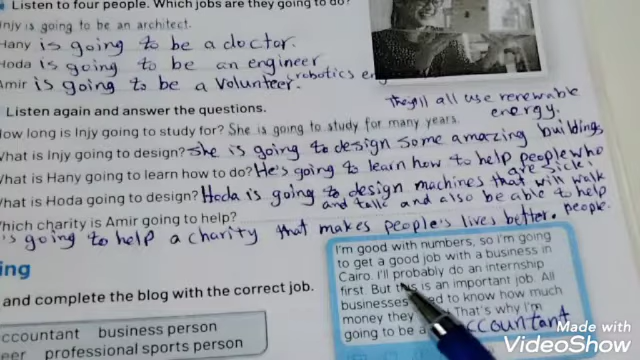 Listen to four people. Which jobs are they going to do?
Injy is going to be an architect.
Hany is going to be a doctor.
Hoda is going to be an engineer
robotics eng
Amir is going to be a volunteer.
They'll all use renewable
energy.
Listen again and answer the questions.
How long is Injy going to study for? She is going to study for many years.
What is Injy going to design? She is going to design some amazing buildings
What is Hany going to learn how to do? He's going to learn how to help people who
are sick.
What is Hoda going to design? Hoda is going to design machines that will walk
and talk and also be able to help
people.
Which charity is Amir going to help?
is going to help a charity that makes people's lives better.
ing
and complete the blog with the correct job.
accountant business person
eer professional sports person
I'm good with numbers, so I'm going
to get a good job with a business in
Cairo. I'll probably do an internship
first. But this is an important job. All
businesses need to know how much
money they That's why I'm
going to be a accountant
Made with
VideoShow